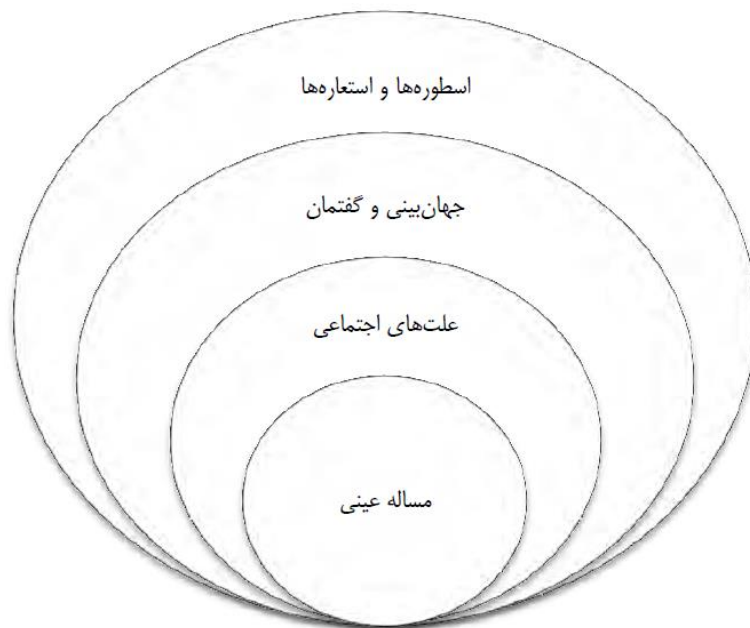 اسطوره‌ها و استعاره‌ها
جهان‌بینی و گفتمان
علت‌های اجتماعی
مساله عینی